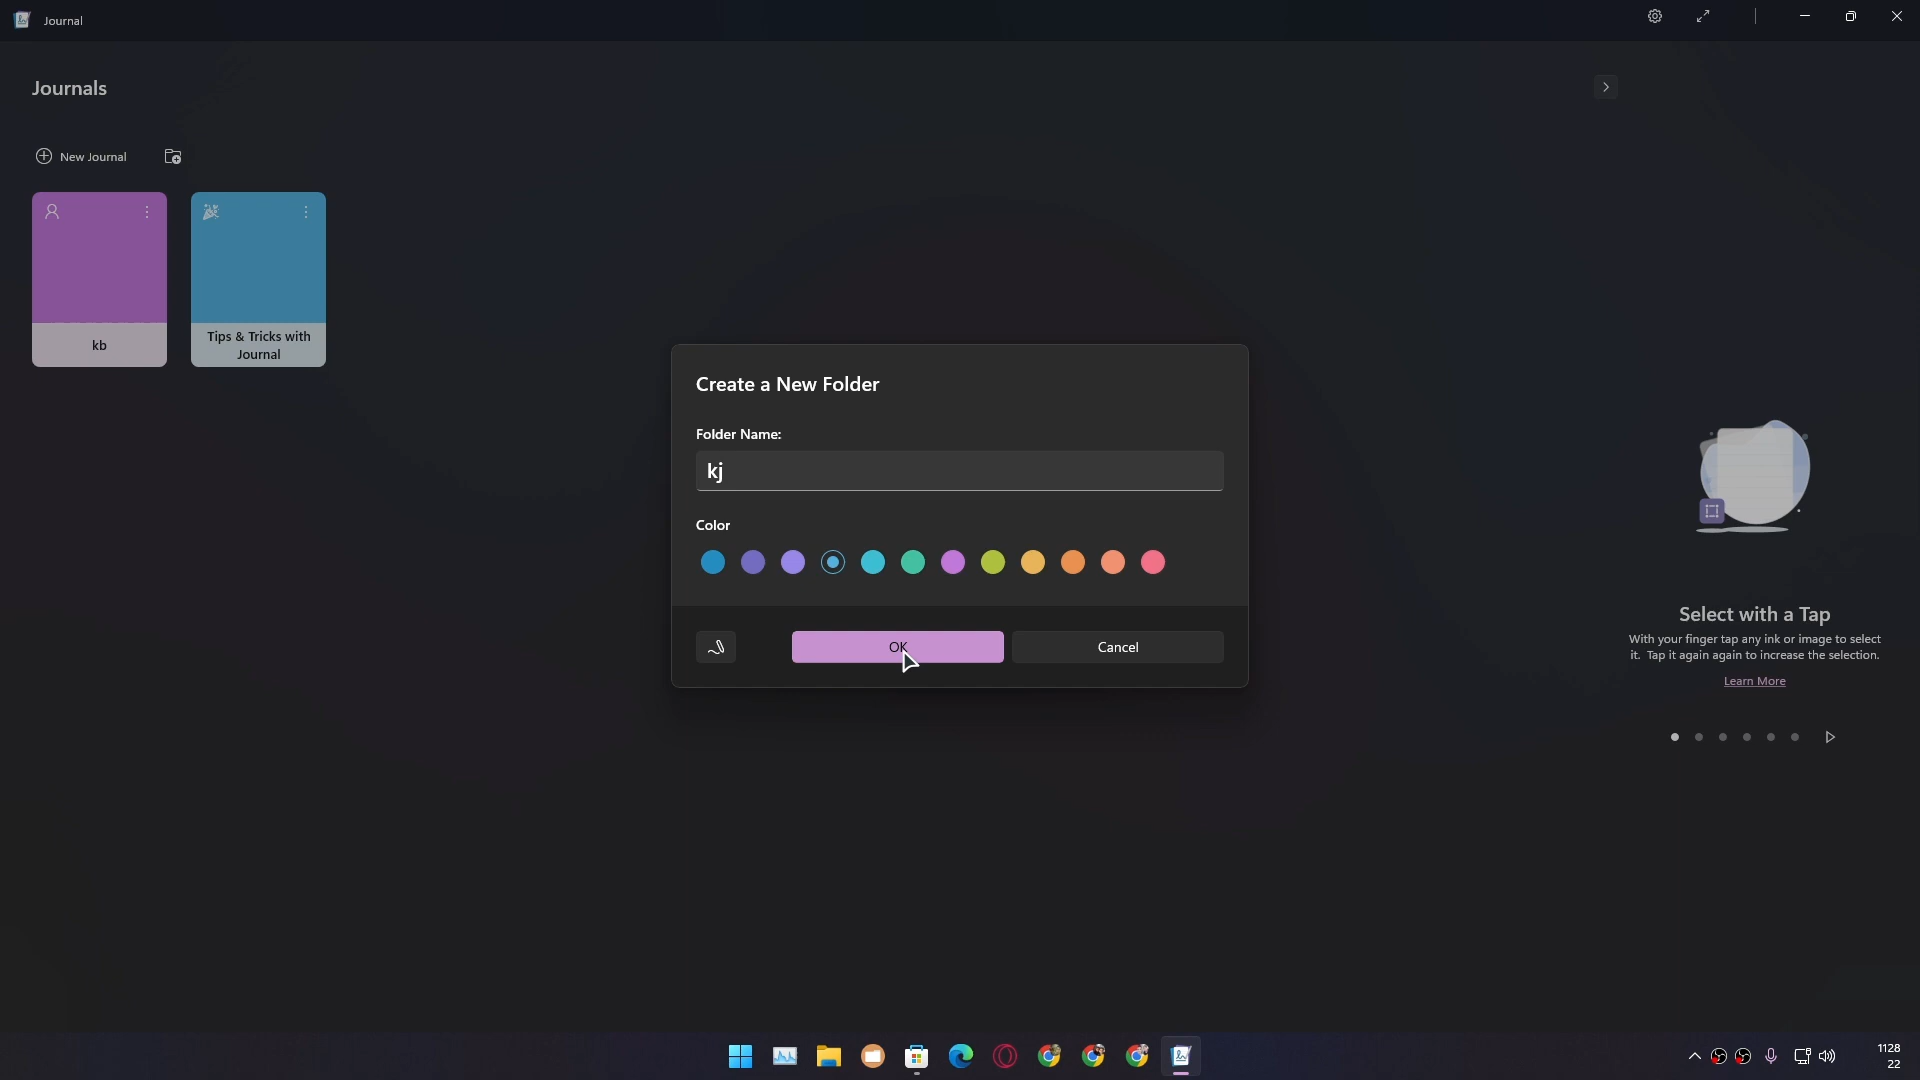 Journal
Journals
New Journal
kb
Tips & Tricks with
Journal
Create a New Folder
Folder Name:
kj
Color
OK
Cancel
Select with a Tap
With your finger tap any ink or image to select
it. Tap it again again to increase the selection.
Learn More
1128
22